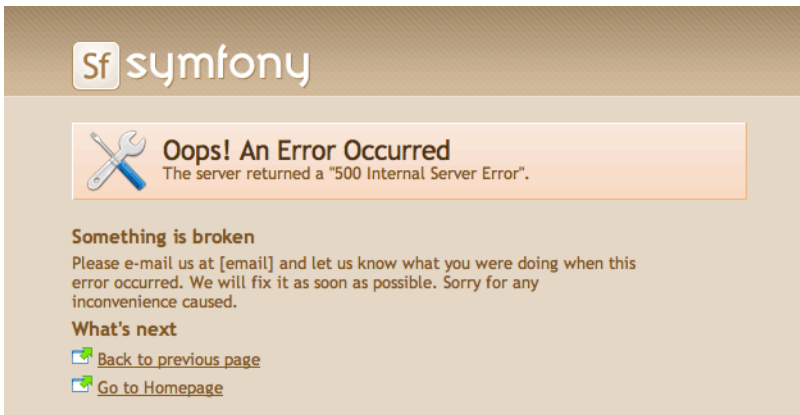 Sf symfony
Oops! An Error Occurred
The server returned a "500 Internal Server Error".
Something is broken
Please e-mail us at [email] and let us know what you were doing when this
error occurred. We will fix it as soon as possible. Sorry for any
inconvenience caused.
What's next
Back to previous page
Go to Homepage